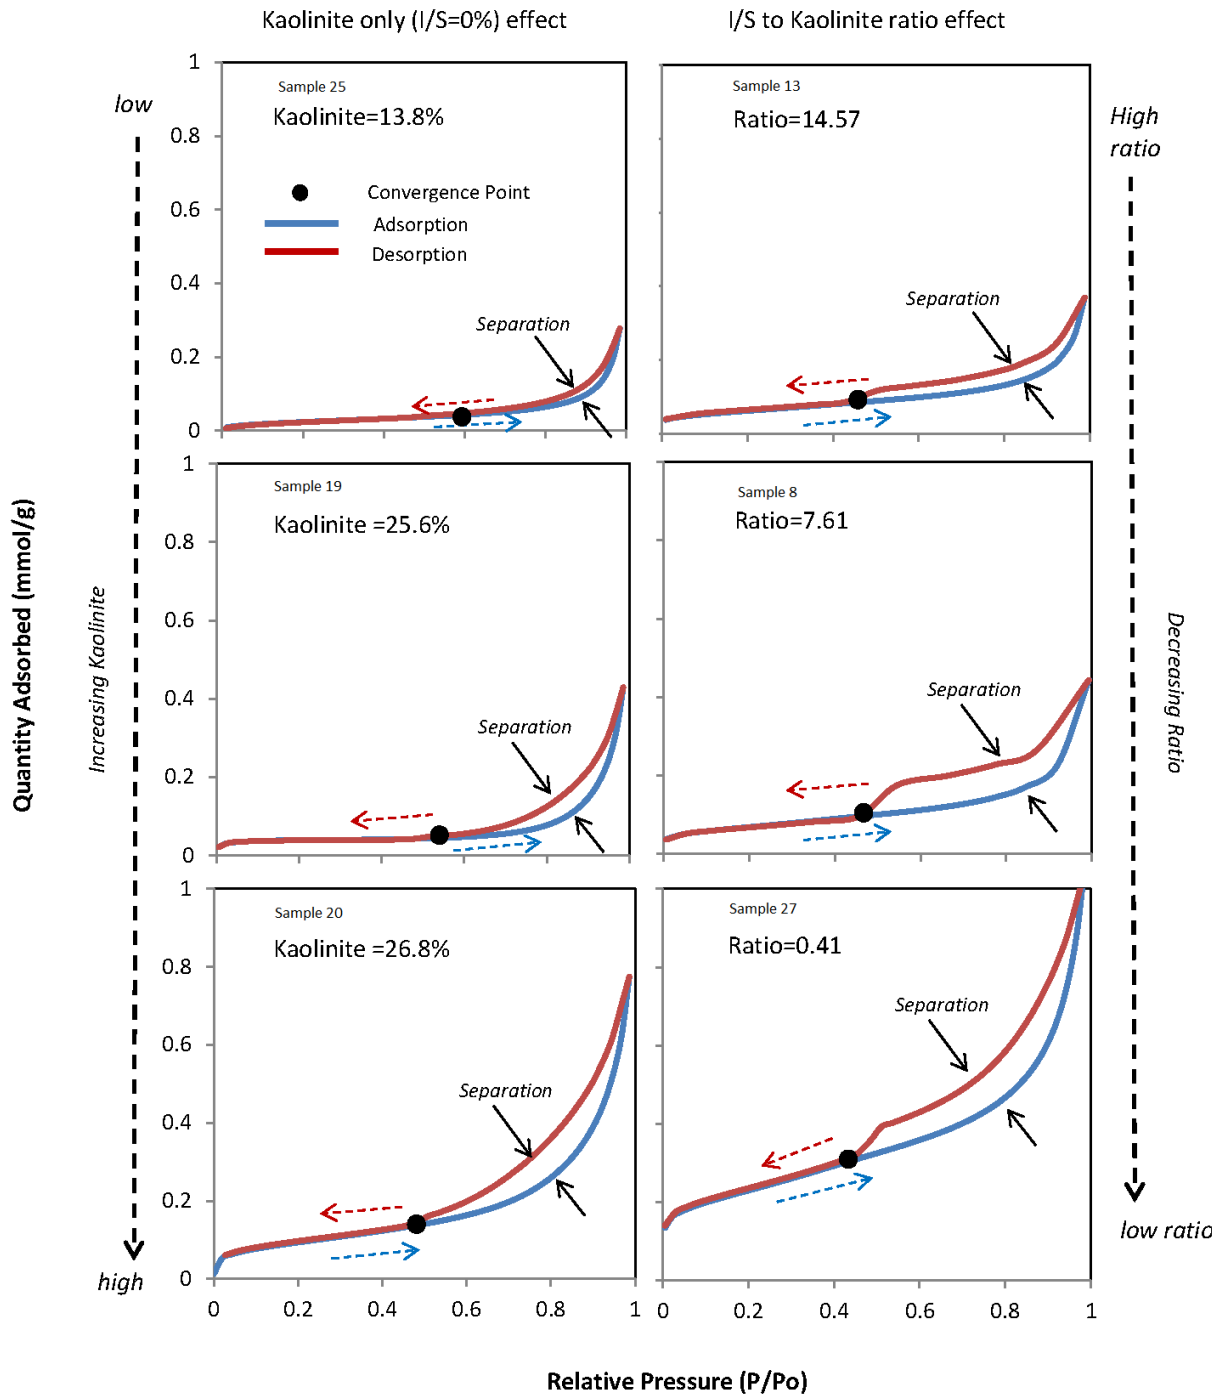 Kaolinite only (I/S=0%) effect
I/S to Kaolinite ratio effect
low
1
0.8
0.6
0.4
0.2
0
Sample 25
Kaolinite=13.8%
Convergence Point
Adsorption
Desorption
Separation
Sample 13
Ratio=14.57
Separation
High
ratio
Quantity Adsorbed (mmol/g)
Increasing Kaolinite
1
0.8
0.6
0.4
0.2
0
Sample 19
Kaolinite =25.6%
Separation
Sample 8
Ratio=7.61
Separation
Decreasing Ratio
1
0.8
0.6
0.4
0.2
0
Sample 20
Kaolinite =26.8%
Separation
Sample 27
Ratio=0.41
Separation
high
low ratio
0 0.2 0.4 0.6 0.8 1
0 0.2 0.4 0.6 0.8 1
Relative Pressure (P/Po)